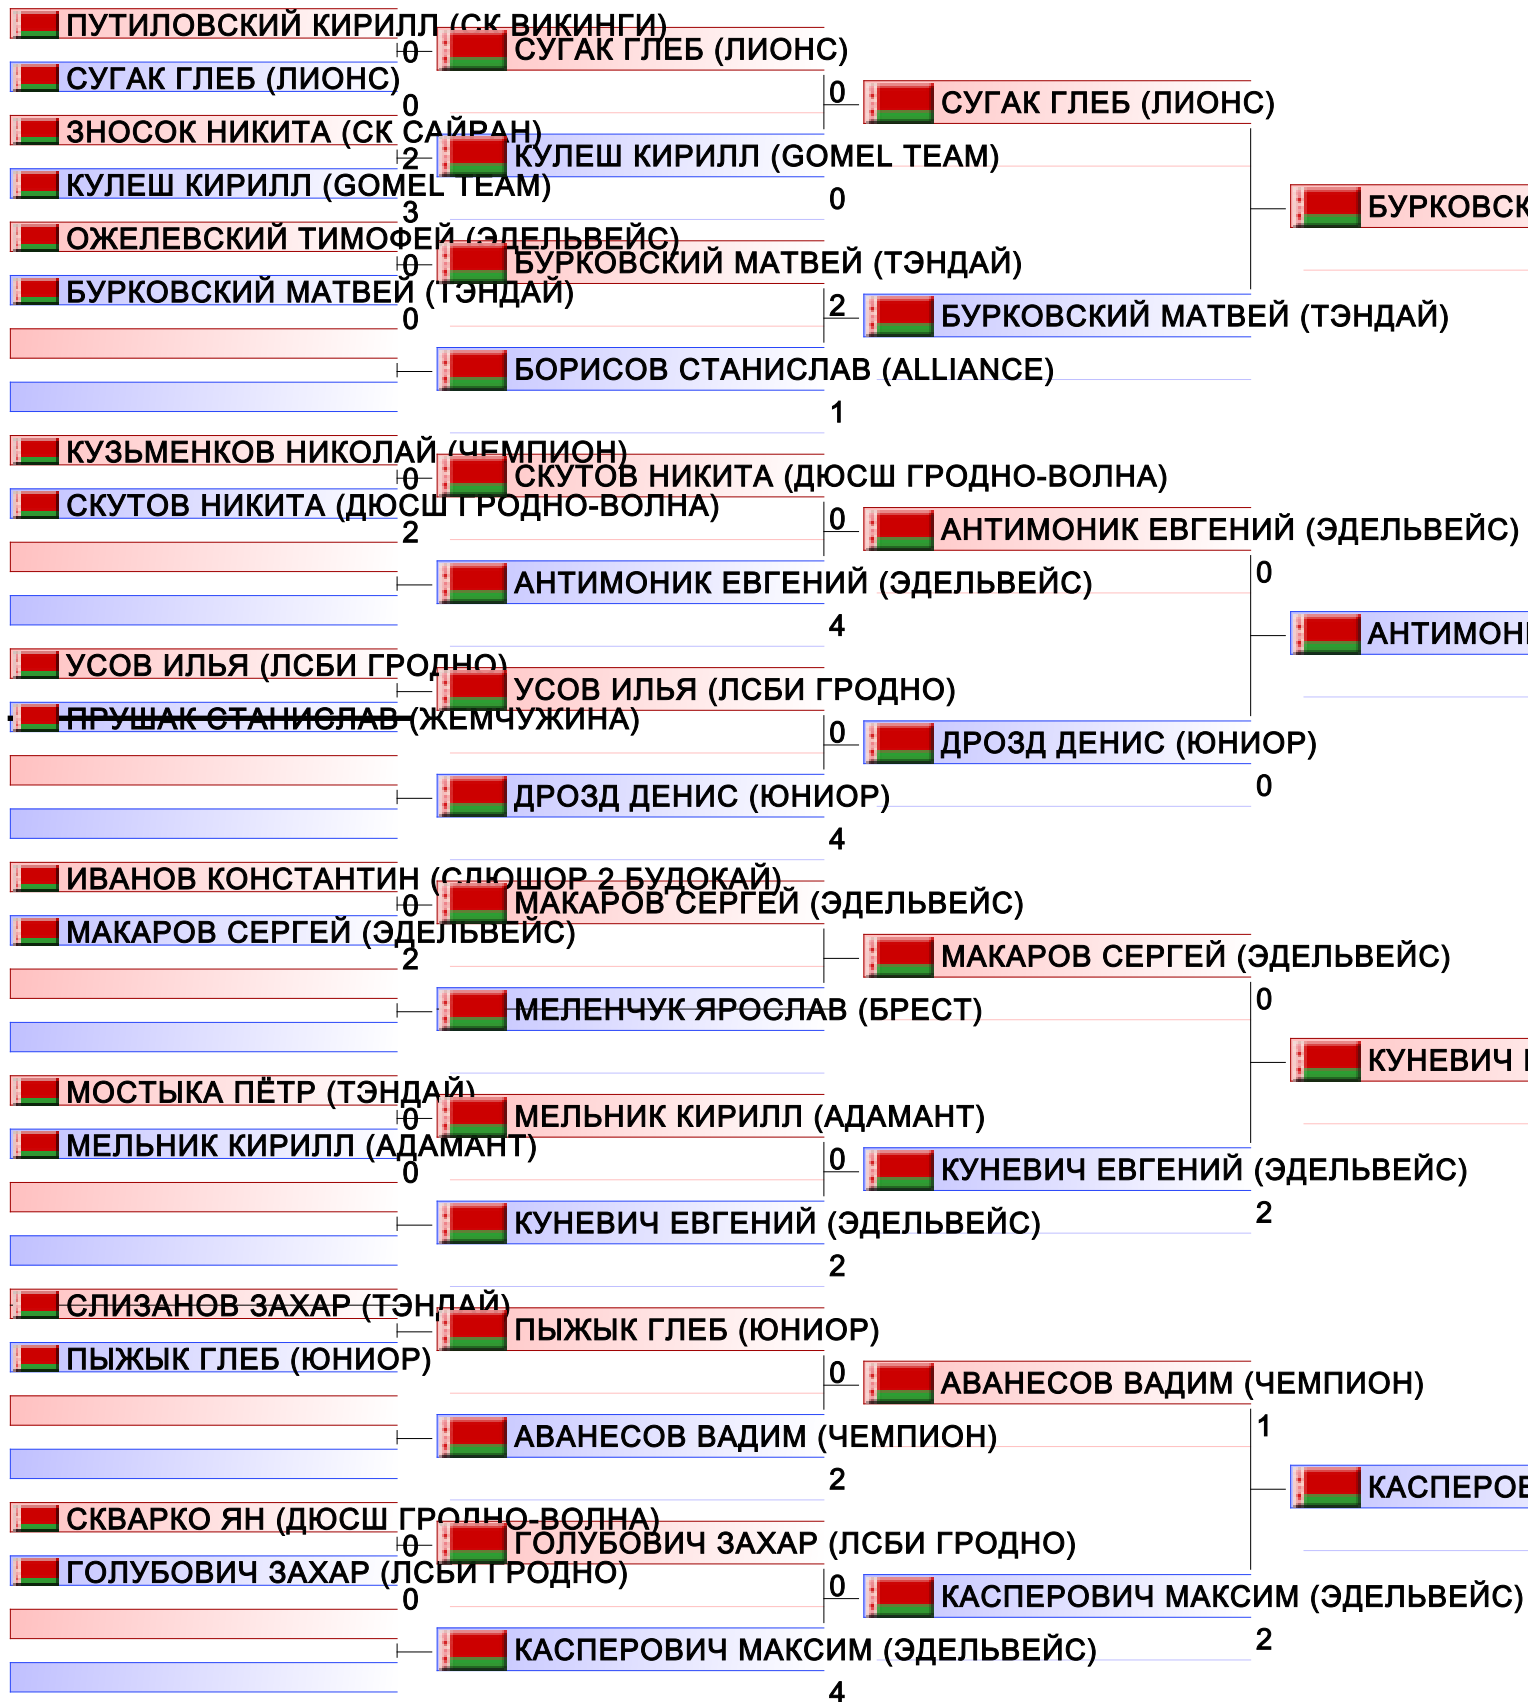 ПУТИЛОВСКИЙ КИРИЛЛ (СК ВИКИНГИ)
0
СУГАК ГЛЕБ (ЛИОНС)
0
ЗНОСОК НИКИТА (СК САЙРАН)
2
КУЛЕШ КИРИЛЛ (GOMEL TEAM)
3
ОЖЕЛЕВСКИЙ ТИМОФЕЙ (ЭДЕЛЬВЕЙС)
0
БУРКОВСКИЙ МАТВЕЙ (ТЭНДАЙ)
0
КУЗЬМЕНКОВ НИКОЛАЙ (ЧЕМПИОН)
0
СКУТОВ НИКИТА (ДЮСШ ГРОДНО-ВОЛНА)
2
УСОВ ИЛЬЯ (ЛСБИ ГРОДНО)
ПРУШАК СТАНИСЛАВ (ЖЕМЧУЖИНА)
ИВАНОВ КОНСТАНТИН (СДЮШОР 2 БУДОКАЙ)
0
МАКАРОВ СЕРГЕЙ (ЭДЕЛЬВЕЙС)
2
МОСТЫКА ПЁТР (ТЭНДАЙ)
0
МЕЛЬНИК КИРИЛЛ (АДАМАНТ)
0
СЛИЗАНОВ ЗАХАР (ТЭНДАЙ)
ПЫЖЫК ГЛЕБ (ЮНИОР)
СКВАРКО ЯН (ДЮСШ ГРОДНО-ВОЛНА)
0
ГОЛУБОВИЧ ЗАХАР (ЛСБИ ГРОДНО)
0
СУГАК ГЛЕБ (ЛИОНС)
0
КУЛЕШ КИРИЛЛ (GOMEL TEAM)
0
БУРКОВСКИЙ МАТВЕЙ (ТЭНДАЙ)
2
БОРИСОВ СТАНИСЛАВ (ALLIANCE)
1
СКУТОВ НИКИТА (ДЮСШ ГРОДНО-ВОЛНА)
0
АНТИМОНИК ЕВГЕНИЙ (ЭДЕЛЬВЕЙС)
4
УСОВ ИЛЬЯ (ЛСБИ ГРОДНО)
0
ДРОЗД ДЕНИС (ЮНИОР)
4
МАКАРОВ СЕРГЕЙ (ЭДЕЛЬВЕЙС)
МЕЛЕНЧУК ЯРОСЛАВ (БРЕСТ)
МЕЛЬНИК КИРИЛЛ (АДАМАНТ)
0
КУНЕВИЧ ЕВГЕНИЙ (ЭДЕЛЬВЕЙС)
2
ПЫЖЫК ГЛЕБ (ЮНИОР)
0
АВАНЕСОВ ВАДИМ (ЧЕМПИОН)
2
ГОЛУБОВИЧ ЗАХАР (ЛСБИ ГРОДНО)
0
КАСПЕРОВИЧ МАКСИМ (ЭДЕЛЬВЕЙС)
4
СУГАК ГЛЕБ (ЛИОНС)
БУРКОВСКИЙ МАТВЕЙ (ТЭНДАЙ)
АНТИМОНИК ЕВГЕНИЙ (ЭДЕЛЬВЕЙС)
0
ДРОЗД ДЕНИС (ЮНИОР)
0
МАКАРОВ СЕРГЕЙ (ЭДЕЛЬВЕЙС)
0
КУНЕВИЧ ЕВГЕНИЙ (ЭДЕЛЬВЕЙС)
2
АВАНЕСОВ ВАДИМ (ЧЕМПИОН)
1
КАСПЕРОВИЧ МАКСИМ (ЭДЕЛЬВЕЙС)
2
БУРКОВСК
АНТИМОН
КУНЕВИЧ
КАСПЕРОВ